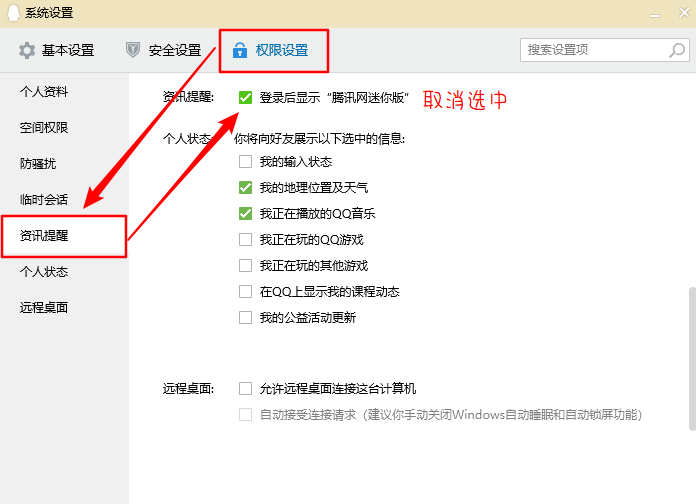 系统设置
基本设置 安全设置 权限设置 搜索设置项
个人资料
空间权限
防骚扰
临时会话
资讯提醒
个人状态
远程桌面
资讯提醒: 登录后显示“腾讯网迷你版” 取消选中
个人状态: 你将向好友展示以下选中的信息:
我的输入状态
我的地理位置及天气
我正在播放的QQ音乐
我正在玩的QQ游戏
我正在玩的其他游戏
在QQ上显示我的课程动态
我的公益活动更新
远程桌面: 允许远程桌面连接这台计算机
自动接受连接请求（建议你手动关闭Windows自动睡眠和自动锁屏功能）